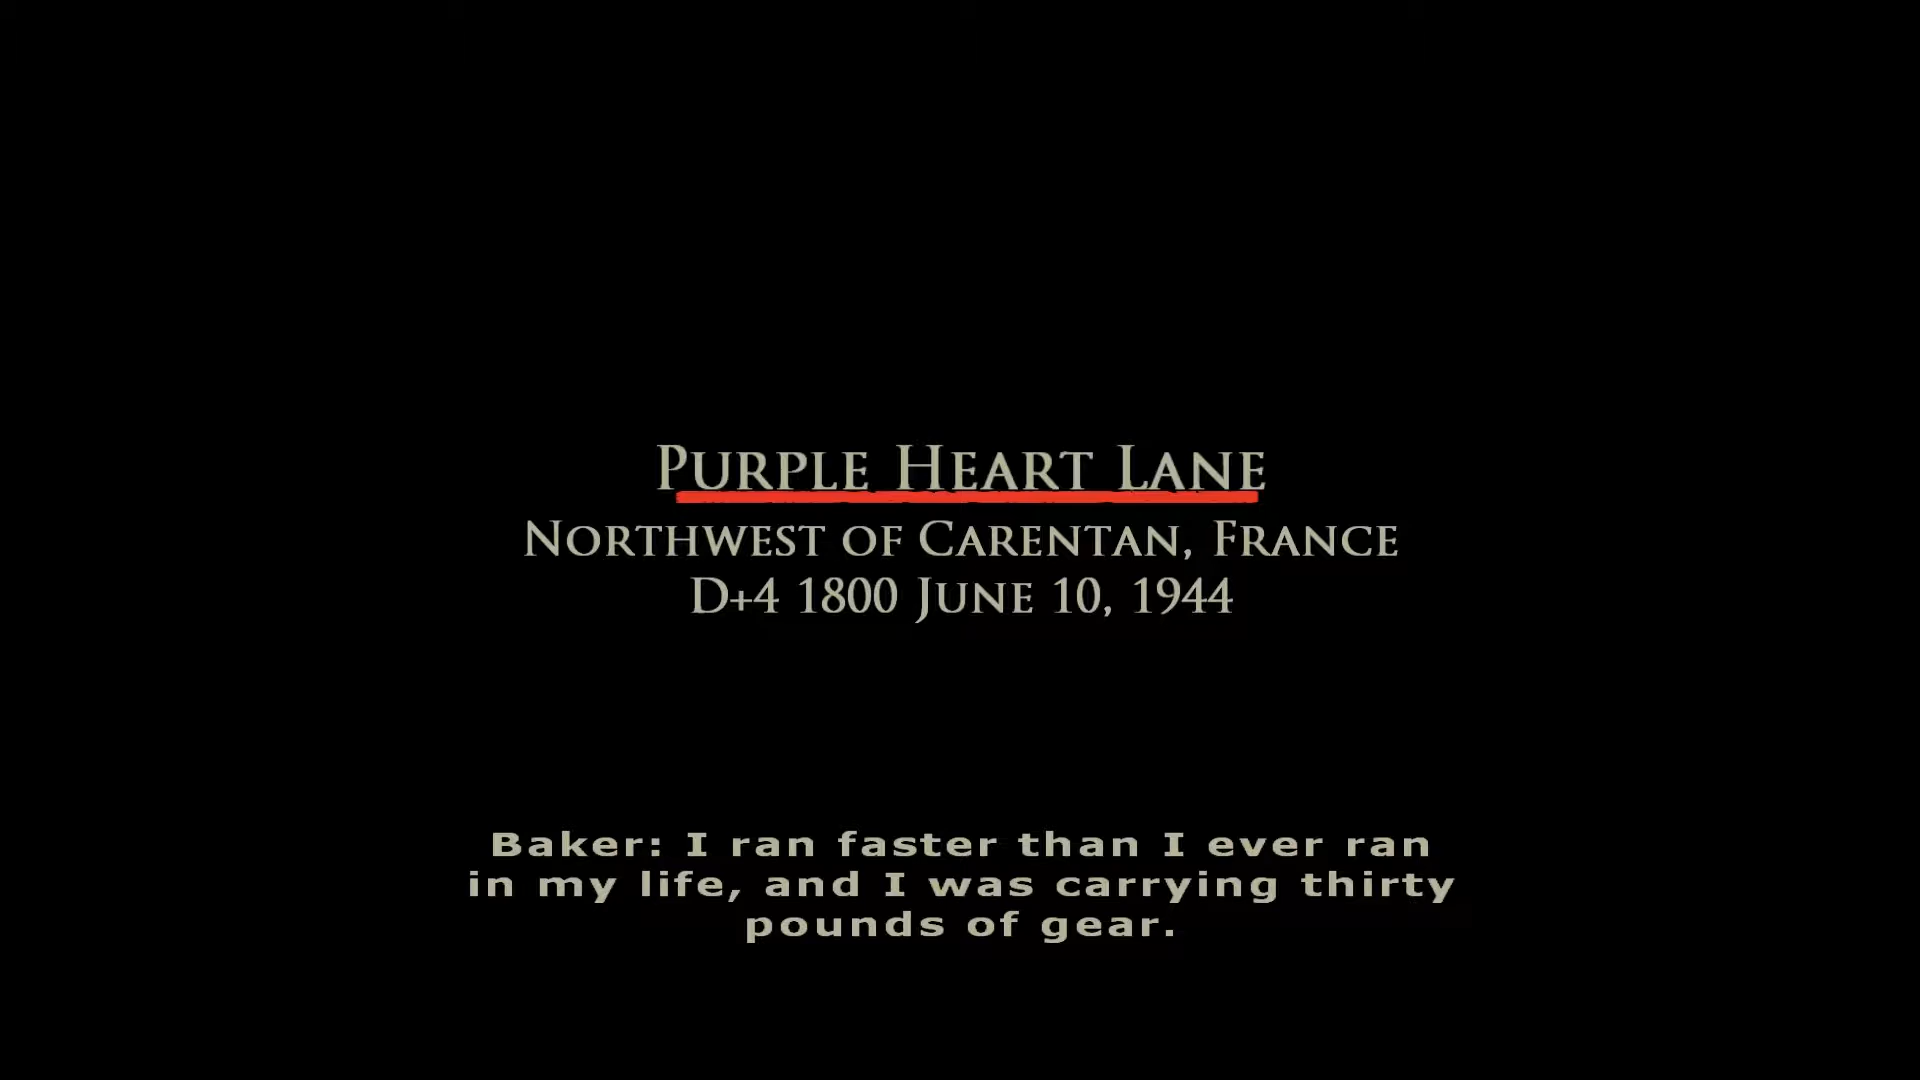 Purple Heart Lane
Northwest of Carentan, France
D+4 1800 June 10, 1944
Baker: I ran faster than I ever ran
in my life, and I was carrying thirty
pounds of gear.